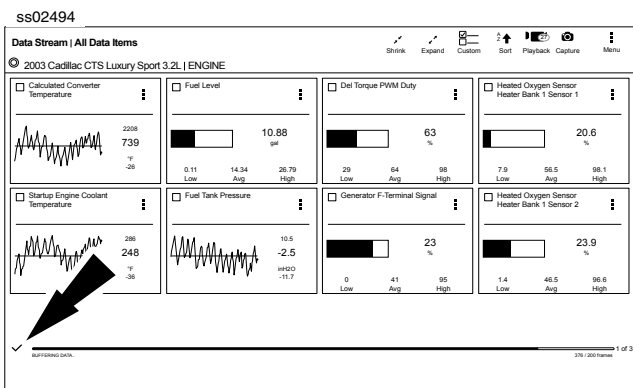 ss02494
Data Stream | All Data Items
Shrink
Expand
Custom
Sort
Playback
Capture
Menu
2003 Cadillac CTS Luxury Sport 3.2L | ENGINE
Calculated Converter
Temperature
2208
739
°F
-26
Fuel Level
10.88
gal
0.11 14.34 26.79
Low Avg High
Del Torque PWM Duty
63
%
29 64 98
Low Avg High
Heated Oxygen Sensor
Heater Bank 1 Sensor 1
20.6
%
7.9 56.5 98.1
Low Avg High
Startup Engine Coolant
Temperature
286
248
°F
-36
Fuel Tank Pressure
10.5
-2.5
inH2O
-11.7
Generator F-Terminal Signal
23
%
0 41 95
Low Avg High
Heated Oxygen Sensor
Heater Bank 1 Sensor 2
23.9
%
1.4 46.5 96.6
Low Avg High
1 of 3
BUFFERING DATA..
376 / 200 frames